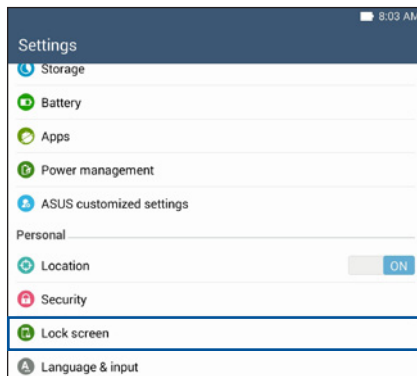 8:03 AM
Settings
Storage
Battery
Apps
Power management
ASUS customized settings
Personal
Location ON
Security
Lock screen
Language & input